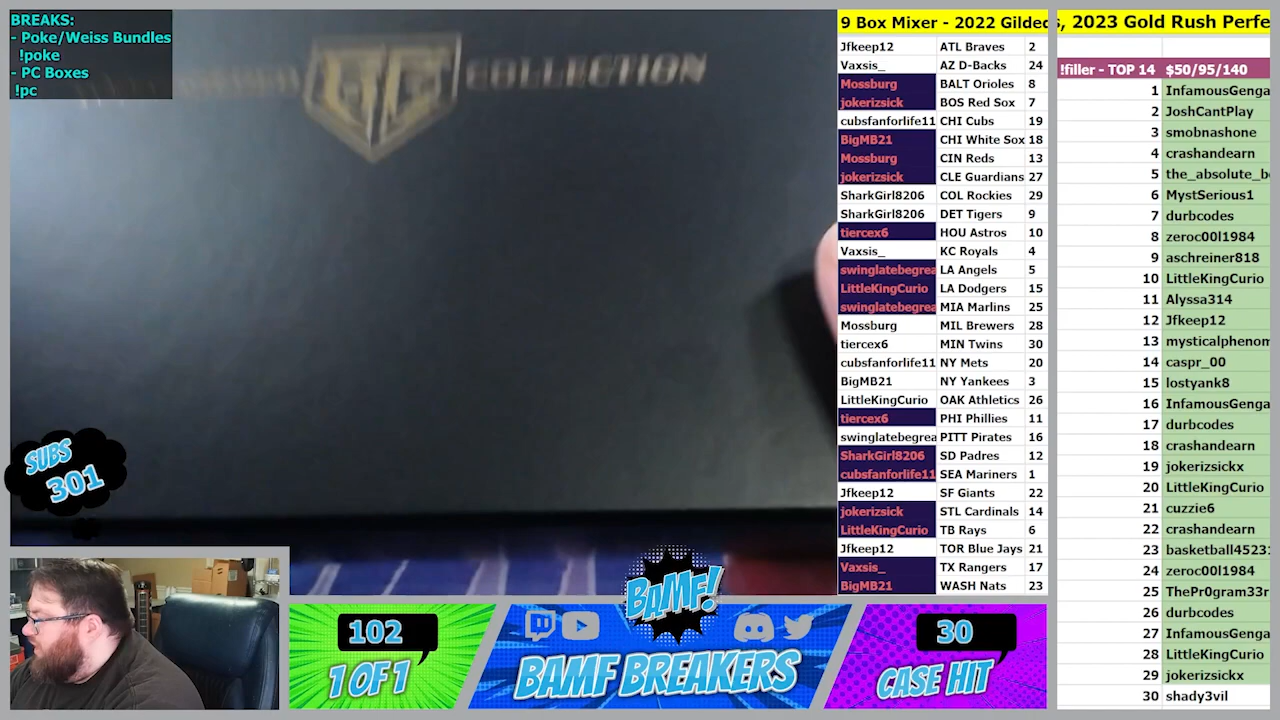 BREAKS:
- Poke/Weiss Bundles
!poke
- PC Boxes
!pc
SUBS
301
9 Box Mixer - 2022 Gilded
Jfkeep12 ATL Braves 2
Vaxsis_ AZ D-Backs 24
Mossburg BALT Orioles 8
jokerizsick BOS Red Sox 7
cubsfanforlife11 CHI Cubs 19
BigMB21 CHI White Sox 18
Mossburg CIN Reds 13
jokerizsick CLE Guardians 27
SharkGirl8206 COL Rockies 29
SharkGirl8206 DET Tigers 9
tiercex6 HOU Astros 10
Vaxsis_ KC Royals 4
swinglatebegrea LA Angels 5
LittleKingCurio LA Dodgers 15
swinglatebegrea MIA Marlins 25
Mossburg MIL Brewers 28
tiercex6 MIN Twins 30
cubsfanforlife11 NY Mets 20
BigMB21 NY Yankees 3
LittleKingCurio OAK Athletics 26
tiercex6 PHI Phillies 11
swinglatebegrea PITT Pirates 16
SharkGirl8206 SD Padres 12
cubsfanforlife11 SEA Mariners 1
Jfkeep12 SF Giants 22
jokerizsick STL Cardinals 14
LittleKingCurio TB Rays 6
Jfkeep12 TOR Blue Jays 21
Vaxsis_ TX Rangers 17
BigMB21 WASH Nats 23
s, 2023 Gold Rush Perfe
!filler - TOP 14 $50/95/140
1 InfamousGenga
2 JoshCantPlay
3 smobnashone
4 crashandearn
5 the_absolute_b
6 MystSerious1
7 durbcodes
8 zeroc00l1984
9 aschreiner818
10 LittleKingCurio
11 Alyssa314
12 Jfkeep12
13 mysticalphenom
14 caspr_00
15 lostyank8
16 InfamousGenga
17 durbcodes
18 crashandearn
19 jokerizsickx
20 LittleKingCurio
21 cuzzie6
22 crashandearn
23 basketball4523
24 zeroc00l1984
25 ThePr0gram33r
26 durbcodes
27 InfamousGenga
28 LittleKingCurio
29 jokerizsickx
30 shady3vil
102
1 OF 1
BAMF!
BAMF BREAKERS
30
CASE HIT